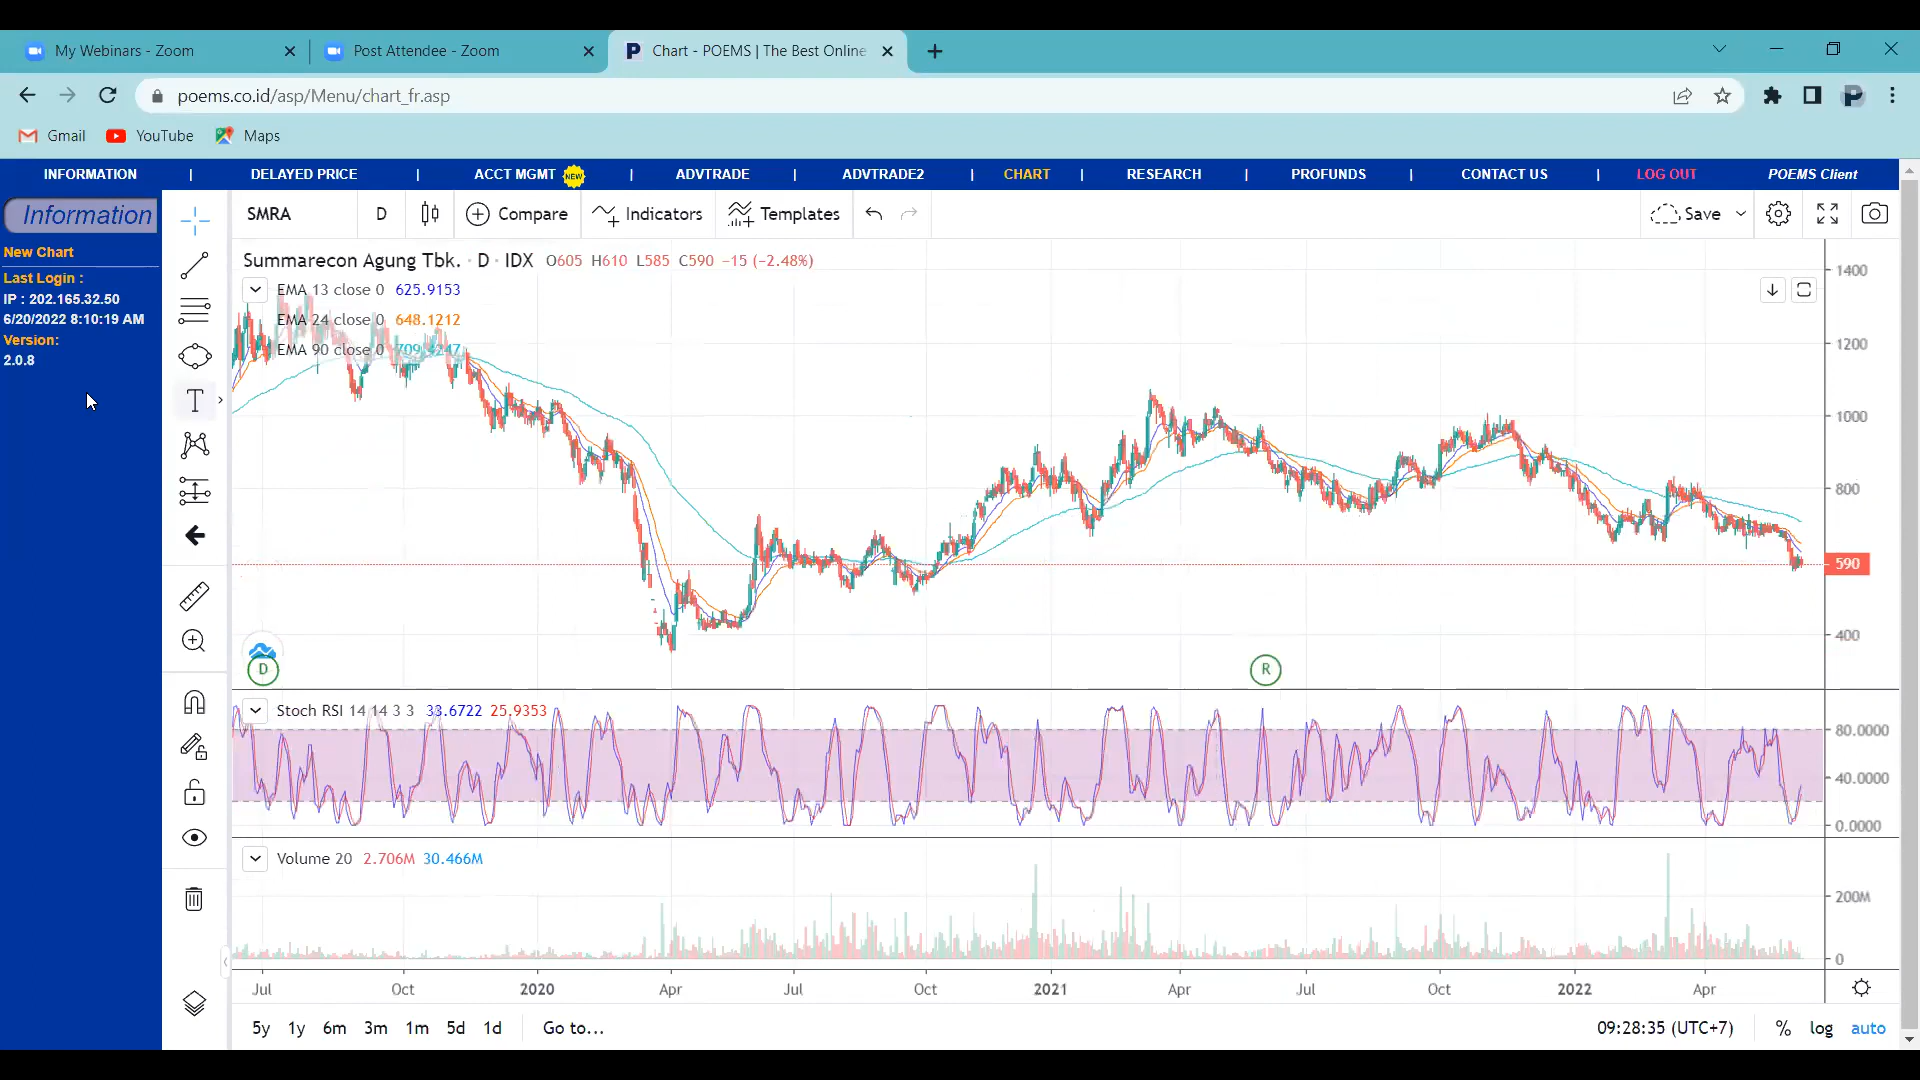 My Webinars - Zoom
Post Attendee - Zoom
P Chart - POEMS | The Best Online
poems.co.id/asp/Menu/chart_fr.asp
Gmail YouTube Maps
INFORMATION | DELAYED PRICE | ACCT MGMT NEW | ADVTRADE | ADVTRADE2 | CHART | RESEARCH | PROFUNDS | CONTACT US | LOG OUT POEMS Client
Information
New Chart
Last Login :
IP : 202.165.32.50
6/20/2022 8:10:19 AM
Version:
2.0.8
SMRA D Compare Indicators Templates Save
Summarecon Agung Tbk. · D · IDX O605 H610 L585 C590 −15 (−2.48%)
EMA 13 close 0 625.9153
EMA 24 close 0 648.1212
EMA 90 close 0 709.4247
1400
1200
1000
800
590
400
D
R
Stoch RSI 14 14 3 3 33.6722 25.9353
80.0000
40.0000
0.0000
Volume 20 2.706M 30.466M
200M
0
Jul Oct 2020 Apr Jul Oct 2021 Apr Jul Oct 2022 Apr
5y 1y 6m 3m 1m 5d 1d Go to... 09:28:35 (UTC+7) % log auto